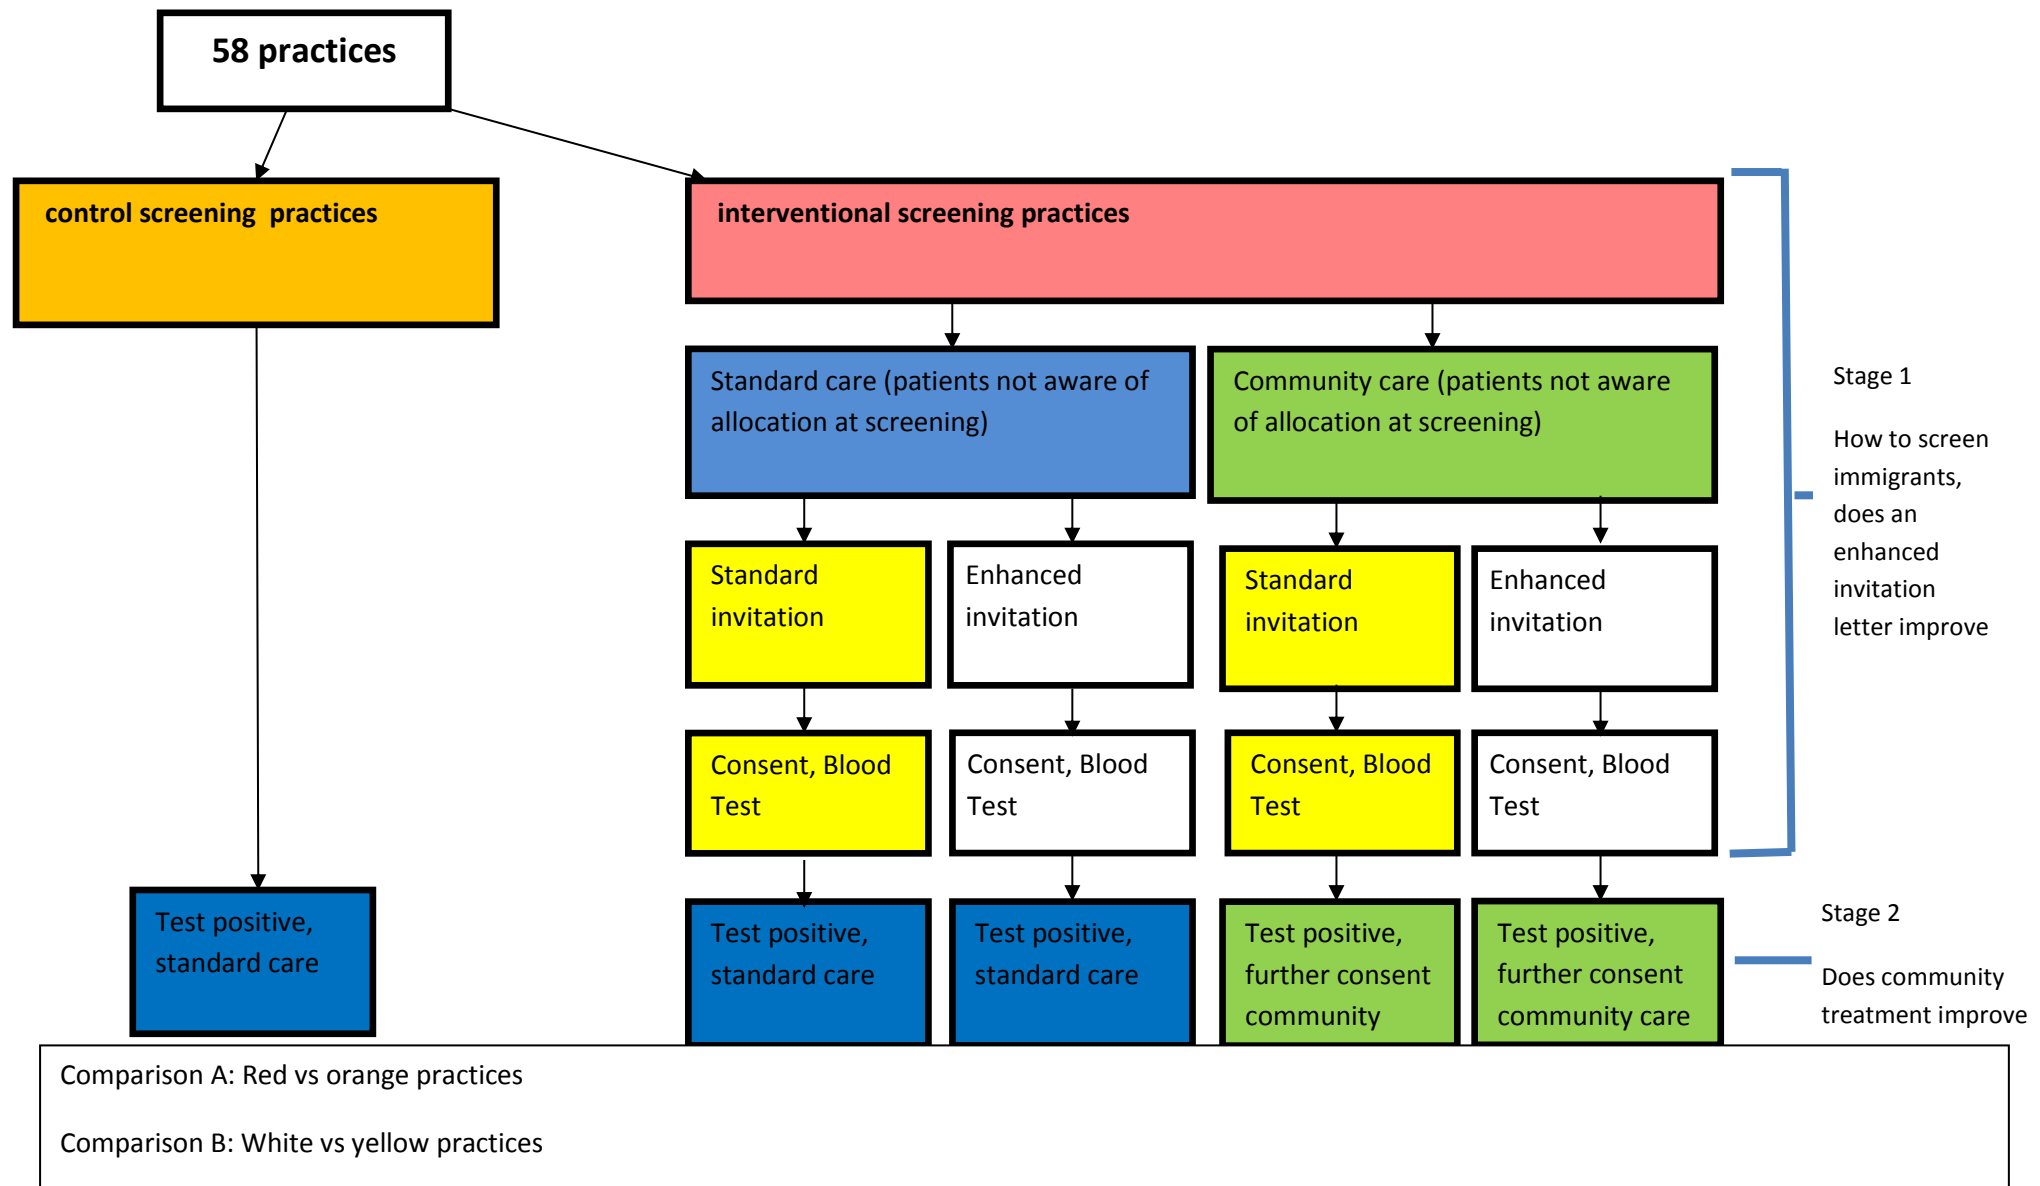 58 practices
control screening  practices
interventional screening practices
Standard care (patients not aware of
allocation at screening)
Community care (patients not aware
of allocation at screening)
Standard
invitation
Enhanced
invitation
Standard
invitation
Enhanced
invitation
Consent, Blood
Test
Consent, Blood
Test
Consent, Blood
Test
Consent, Blood
Test
Stage 1
How to screen
immigrants,
does an
enhanced
invitation
letter improve
Test positive,
standard care
Test positive,
standard care
Test positive,
standard care
Test positive,
further consent
community
Test positive,
further consent
community care
Stage 2
Does community
treatment improve
Comparison A: Red vs orange practices
Comparison B: White vs yellow practices